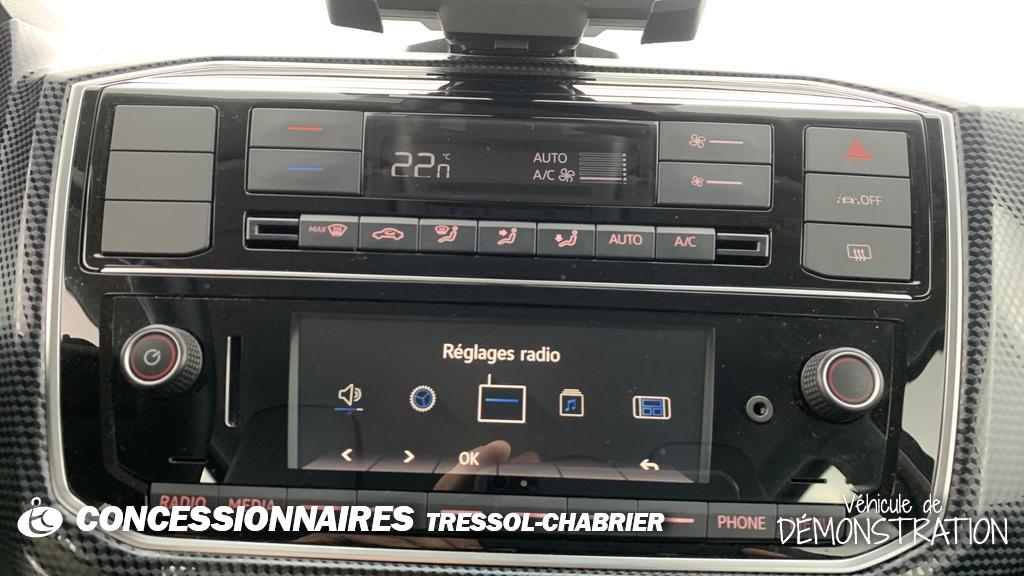 22 °C
AUTO
A/C
MAX
AUTO
A/C
OFF
Réglages radio
OK
RADIO
MEDIA
PHONE
CONCESSIONNAIRES TRESSOL-CHABRIER
Véhicule de
DÉMONSTRATION